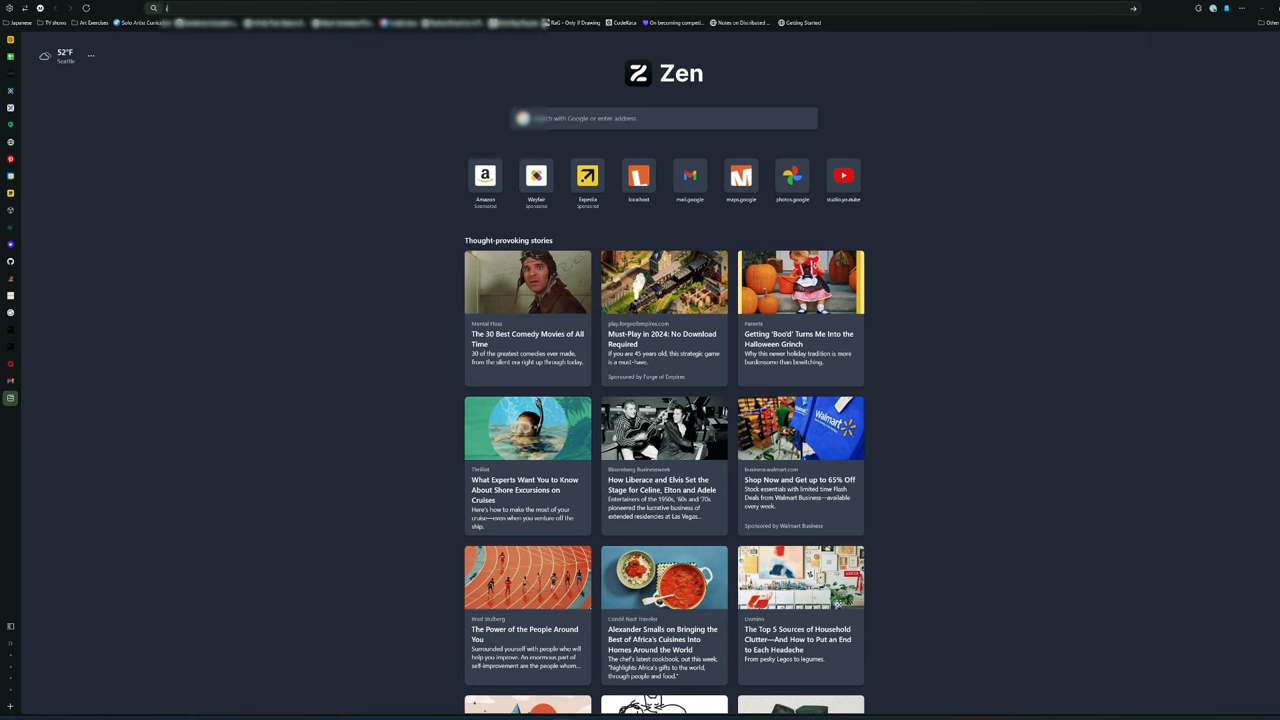 Japanese
TV shows
Art Exercises
RaG - Only if Drawing
CodeKata
On becoming competi...
Notes on Distributed ...
Getting Started
52°F
Seattle
Zen
with Google or enter address
Amazon
Sponsored
Wayfair
Sponsored
Expedia
Sponsored
localhost
mail.google
maps.google
photos.google
studio.youtube
Thought-provoking stories
Mental Floss
The 30 Best Comedy Movies of All
Time
30 of the greatest comedies ever made,
from the silent era right up through today.
play.forgeofempires.com
Must-Play in 2024: No Download
Required
If you are 45 years old, this strategic game
is a must-have.
Sponsored by Forge of Empires
Parents
Getting 'Boo'd' Turns Me Into the
Halloween Grinch
Why this newer holiday tradition is more
burdensome than bewitching.
Thrillist
What Experts Want You to Know
About Shore Excursions on
Cruises
Here's how to make the most of your
cruise—even when you venture off the
ship.
Bloomberg Businessweek
How Liberace and Elvis Set the
Stage for Celine, Elton and Adele
Entertainers of the 1950s, '60s and '70s
pioneered the lucrative business of
extended residencies at Las Vegas...
Walmart
business.walmart.com
Shop Now and Get up to 65% Off
Stock essentials with limited time Flash
Deals from Walmart Business—available
every week.
Sponsored by Walmart Business
Brad Stulberg
The Power of the People Around
You
Surrounded yourself with people who will
help you improve. An enormous part of
self-improvement are the people whom...
Condé Nast Traveler
Alexander Smalls on Bringing the
Best of Africa's Cuisines Into
Homes Around the World
The chef's latest cookbook, out this week,
"highlights Africa's gifts to the world,
through people and food."
Domino
The Top 5 Sources of Household
Clutter—And How to Put an End
to Each Headache
From pesky Legos to legumes.